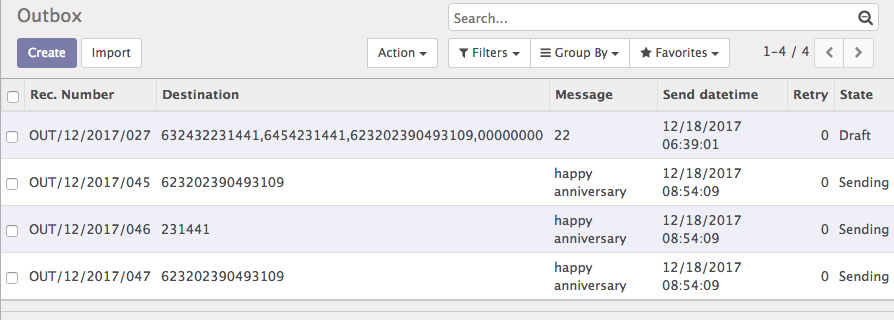 Outbox
Search...
Create Import Action Filters Group By Favorites 1-4 / 4
Rec. Number Destination Message Send datetime Retry State
OUT/12/2017/027 632432231441,6454231441,623202390493109,00000000 22 12/18/2017 06:39:01 0 Draft
OUT/12/2017/045 623202390493109 happy anniversary 12/18/2017 08:54:09 0 Sending
OUT/12/2017/046 231441 happy anniversary 12/18/2017 08:54:09 0 Sending
OUT/12/2017/047 623202390493109 happy anniversary 12/18/2017 08:54:09 0 Sending